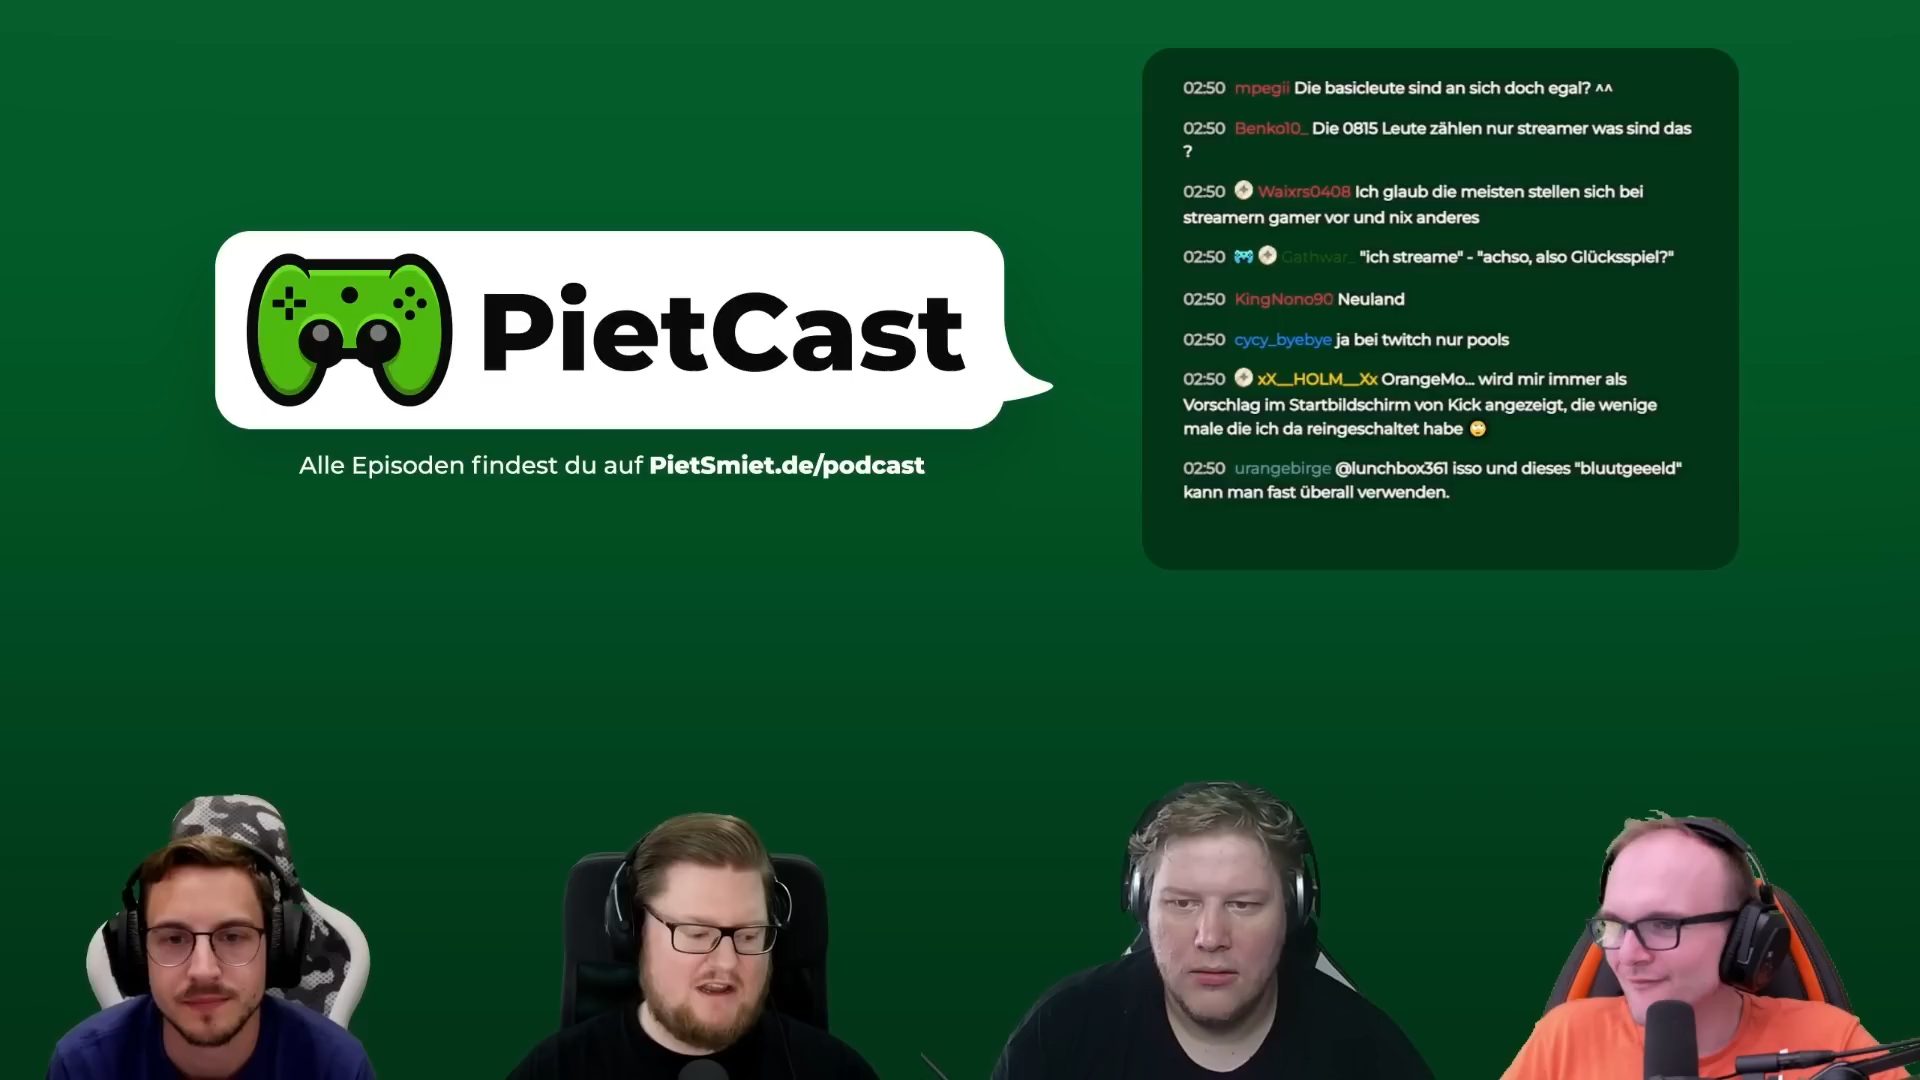 PietCast
Alle Episoden findest du auf PietSmiet.de/podcast
02:50 mpegii Die basicleute sind an sich doch egal? ^^
02:50 Benko10_ Die 0815 Leute zählen nur streamer was sind das
?
02:50 Waixrs0408 Ich glaub die meisten stellen sich bei
streamern gamer vor und nix anderes
02:50 Gathwar_ "ich streame" - "achso, also Glücksspiel?"
02:50 KingNono90 Neuland
02:50 cycy_byebye ja bei twitch nur pools
02:50 xX__HOLM__Xx OrangeMo... wird mir immer als
Vorschlag im Startbildschirm von Kick angezeigt, die wenige
male die ich da reingeschaltet habe 🙄
02:50 urangebirge @lunchbox361 isso und dieses "bluutgeeeld"
kann man fast überall verwenden.